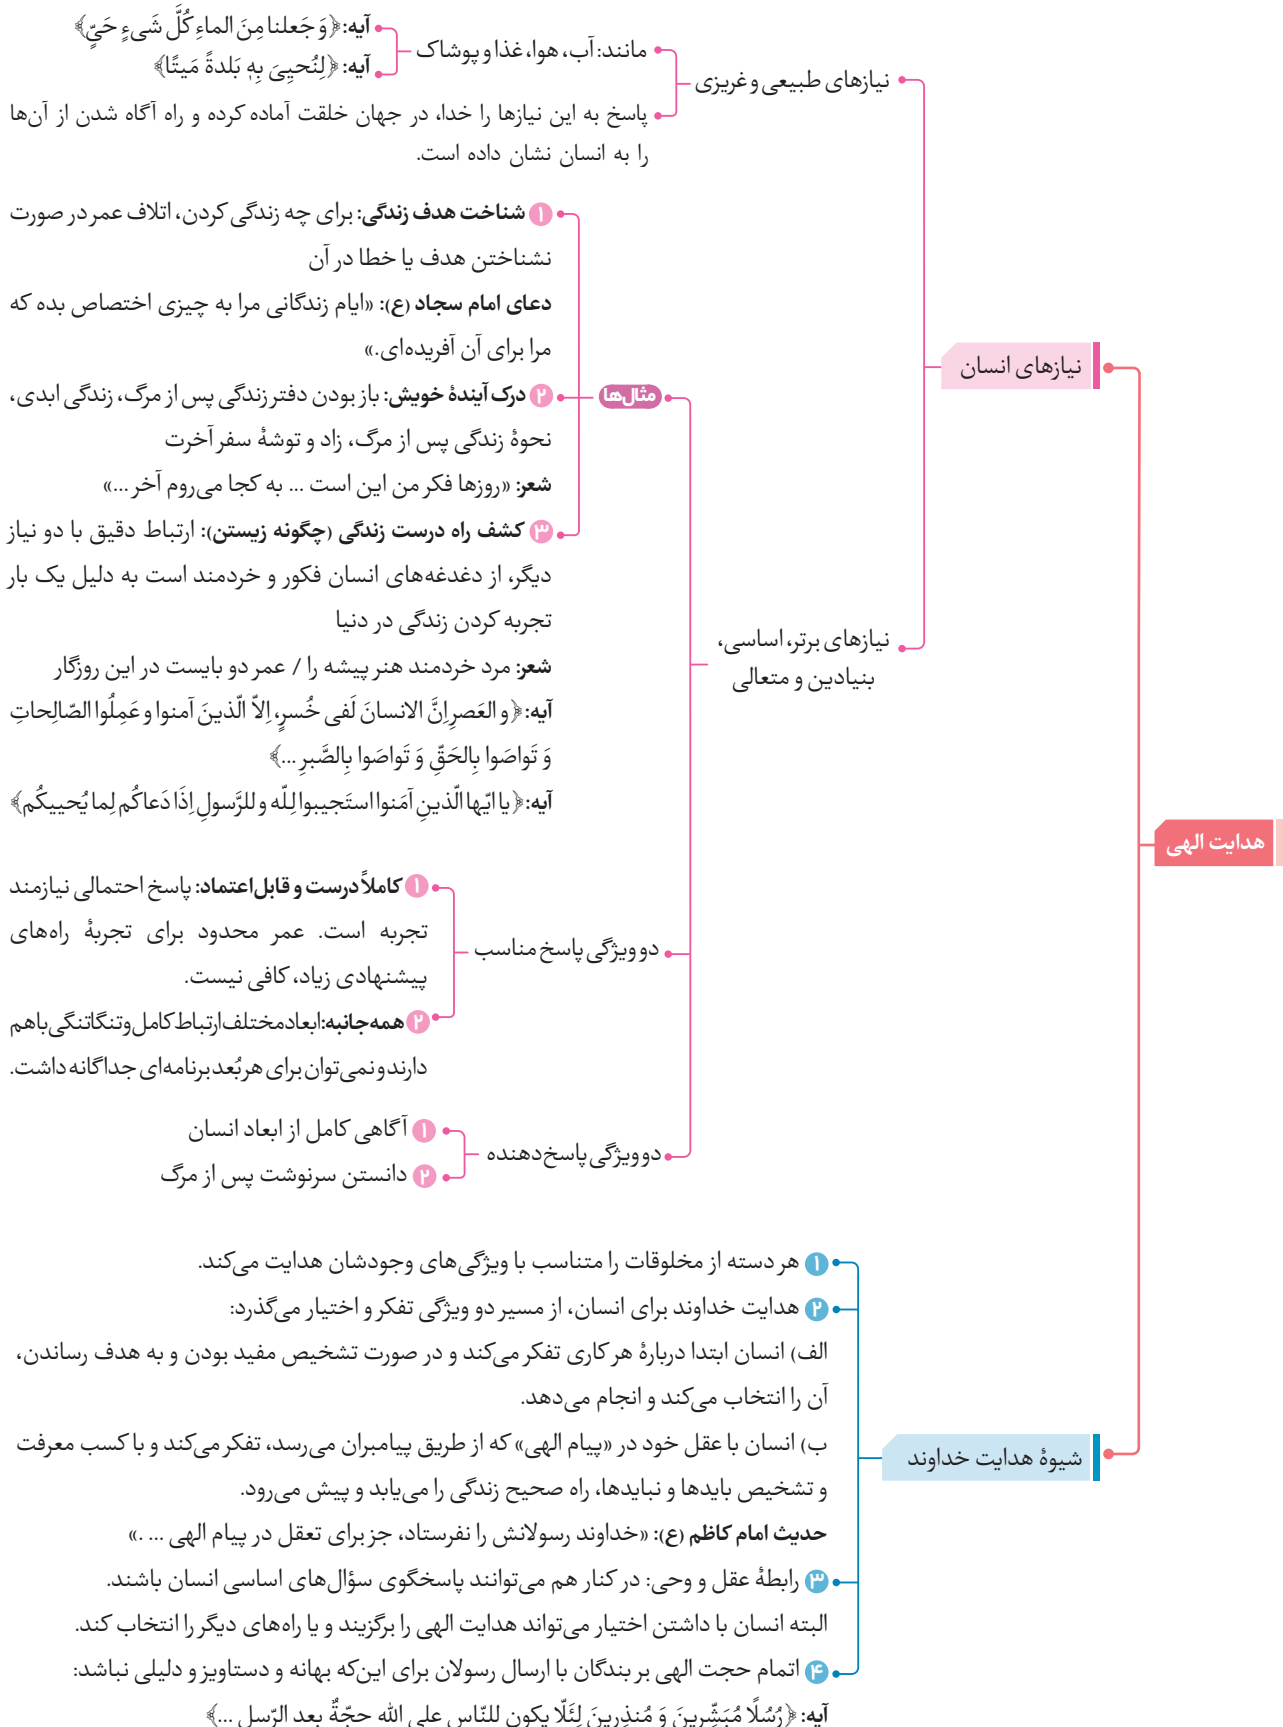 هدایت الهی
نیازهای انسان
نیازهای طبیعی و غریزی
مانند: آب، هوا، غذا و پوشاک
آیه: ﴿وَ جَعلنا مِنَ الماءِ کُلَّ شَیءٍ حَیٍّ﴾
آیه: ﴿لِنُحیِیَ بِهٖ بَلدةً مَیتًا﴾
پاسخ به این نیازها را خدا، در جهان خلقت آماده کرده و راه آگاه شدن از آن‌ها
را به انسان نشان داده است.
نیازهای برتر، اساسی،
بنیادین و متعالی
مثال‌ها
۱ شناخت هدف زندگی: برای چه زندگی کردن، اتلاف عمر در صورت
نشناختن هدف یا خطا در آن
دعای امام سجاد (ع): «ایام زندگانی مرا به چیزی اختصاص بده که
مرا برای آن آفریده‌ای.»
۲ درک آیندهٔ خویش: باز بودن دفتر زندگی پس از مرگ، زندگی ابدی،
نحوهٔ زندگی پس از مرگ، زاد و توشهٔ سفر آخرت
شعر: «روزها فکر من این است ... به کجا می‌روم آخر ...»
۳ کشف راه درست زندگی (چگونه زیستن): ارتباط دقیق با دو نیاز
دیگر، از دغدغه‌های انسان فکور و خردمند است به دلیل یک بار
تجربه کردن زندگی در دنیا
شعر: مرد خردمند هنر پیشه را / عمر دو بایست در این روزگار
آیه: ﴿و العَصرِ اِنَّ الانسانَ لَفی خُسرٍ، اِلاّ الّذینَ آمنوا و عَمِلُوا الصّالِحاتِ
وَ تَواصَوا بِالحَقِّ وَ تَواصَوا بِالصَّبرِ ...﴾
آیه: ﴿یا ایّها الّذینِ آمَنوا استَجیبوا لِلّه و للرَّسولِ اِذَا دَعاکُم لِما یُحییکُم﴾
دو ویژگی پاسخ مناسب
۱ کاملاً درست و قابل‌اعتماد: پاسخ احتمالی نیازمند
تجربه است. عمر محدود برای تجربهٔ راه‌های
پیشنهادی زیاد، کافی نیست.
۲ همه‌جانبه: ابعاد مختلف ارتباط کامل و تنگاتنگی با هم
دارند و نمی‌توان برای هر بُعد برنامه‌ای جداگانه داشت.
دو ویژگی پاسخ‌دهنده
۱ آگاهی کامل از ابعاد انسان
۲ دانستن سرنوشت پس از مرگ
شیوهٔ هدایت خداوند
۱ هر دسته از مخلوقات را متناسب با ویژگی‌های وجودشان هدایت می‌کند.
۲ هدایت خداوند برای انسان، از مسیر دو ویژگی تفکر و اختیار می‌گذرد:
الف) انسان ابتدا دربارهٔ هر کاری تفکر می‌کند و در صورت تشخیص مفید بودن و به هدف رساندن،
آن را انتخاب می‌کند و انجام می‌دهد.
ب) انسان با عقل خود در «پیام الهی» که از طریق پیامبران می‌رسد، تفکر می‌کند و با کسب معرفت
و تشخیص بایدها و نبایدها، راه صحیح زندگی را می‌یابد و پیش می‌رود.
حدیث امام کاظم (ع): «خداوند رسولانش را نفرستاد، جز برای تعقل در پیام الهی ... .»
۳ رابطهٔ عقل و وحی: در کنار هم می‌توانند پاسخگوی سؤال‌های اساسی انسان باشند.
البته انسان با داشتن اختیار می‌تواند هدایت الهی را برگزیند و یا راه‌های دیگر را انتخاب کند.
۴ اتمام حجت الهی بر بندگان با ارسال رسولان برای این‌که بهانه و دستاویز و دلیلی نباشد:
آیه: ﴿رُسُلًا مُبَشِّرینَ وَ مُنذِرینَ لِئَلّا یکون للنّاس علی الله حجّةٌ بعد الرّسل ...﴾